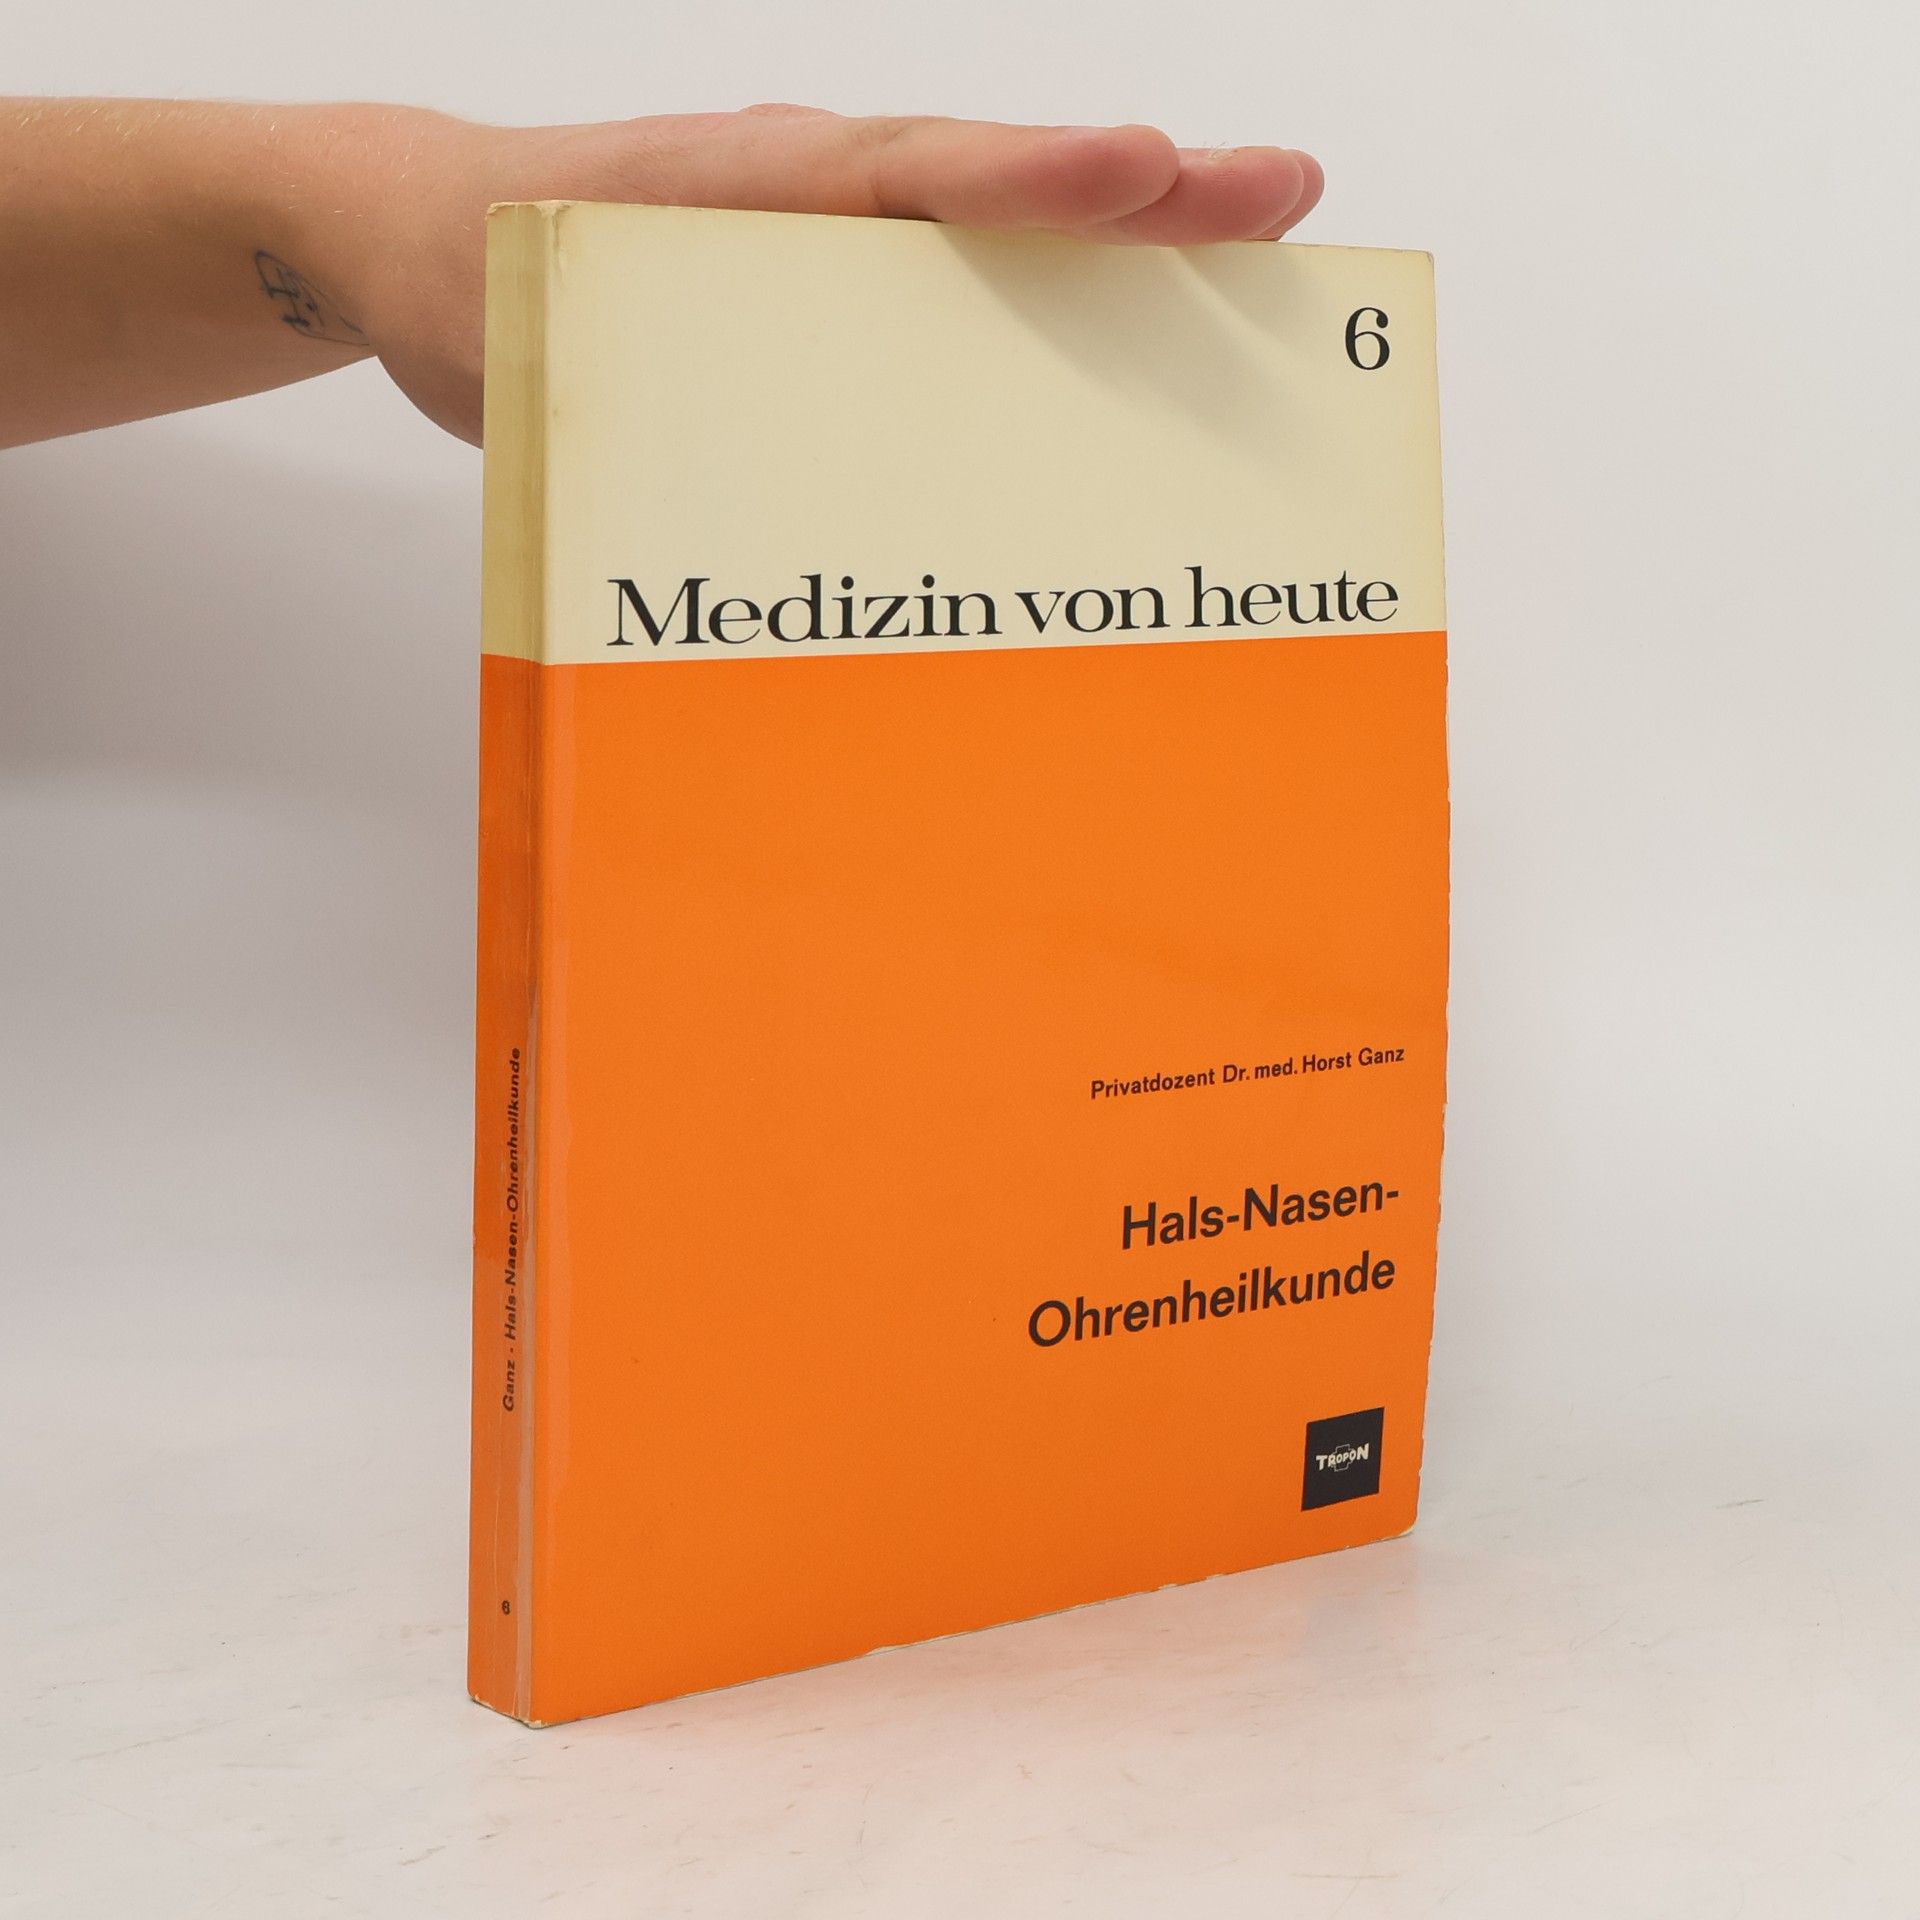 6
Medizin von heute
Privatdozent Dr. med. Horst Ganz
Hals-Nasen-
Ohrenheilkunde
TROPON
Ganz · Hals-Nasen-Ohrenheilkunde
6